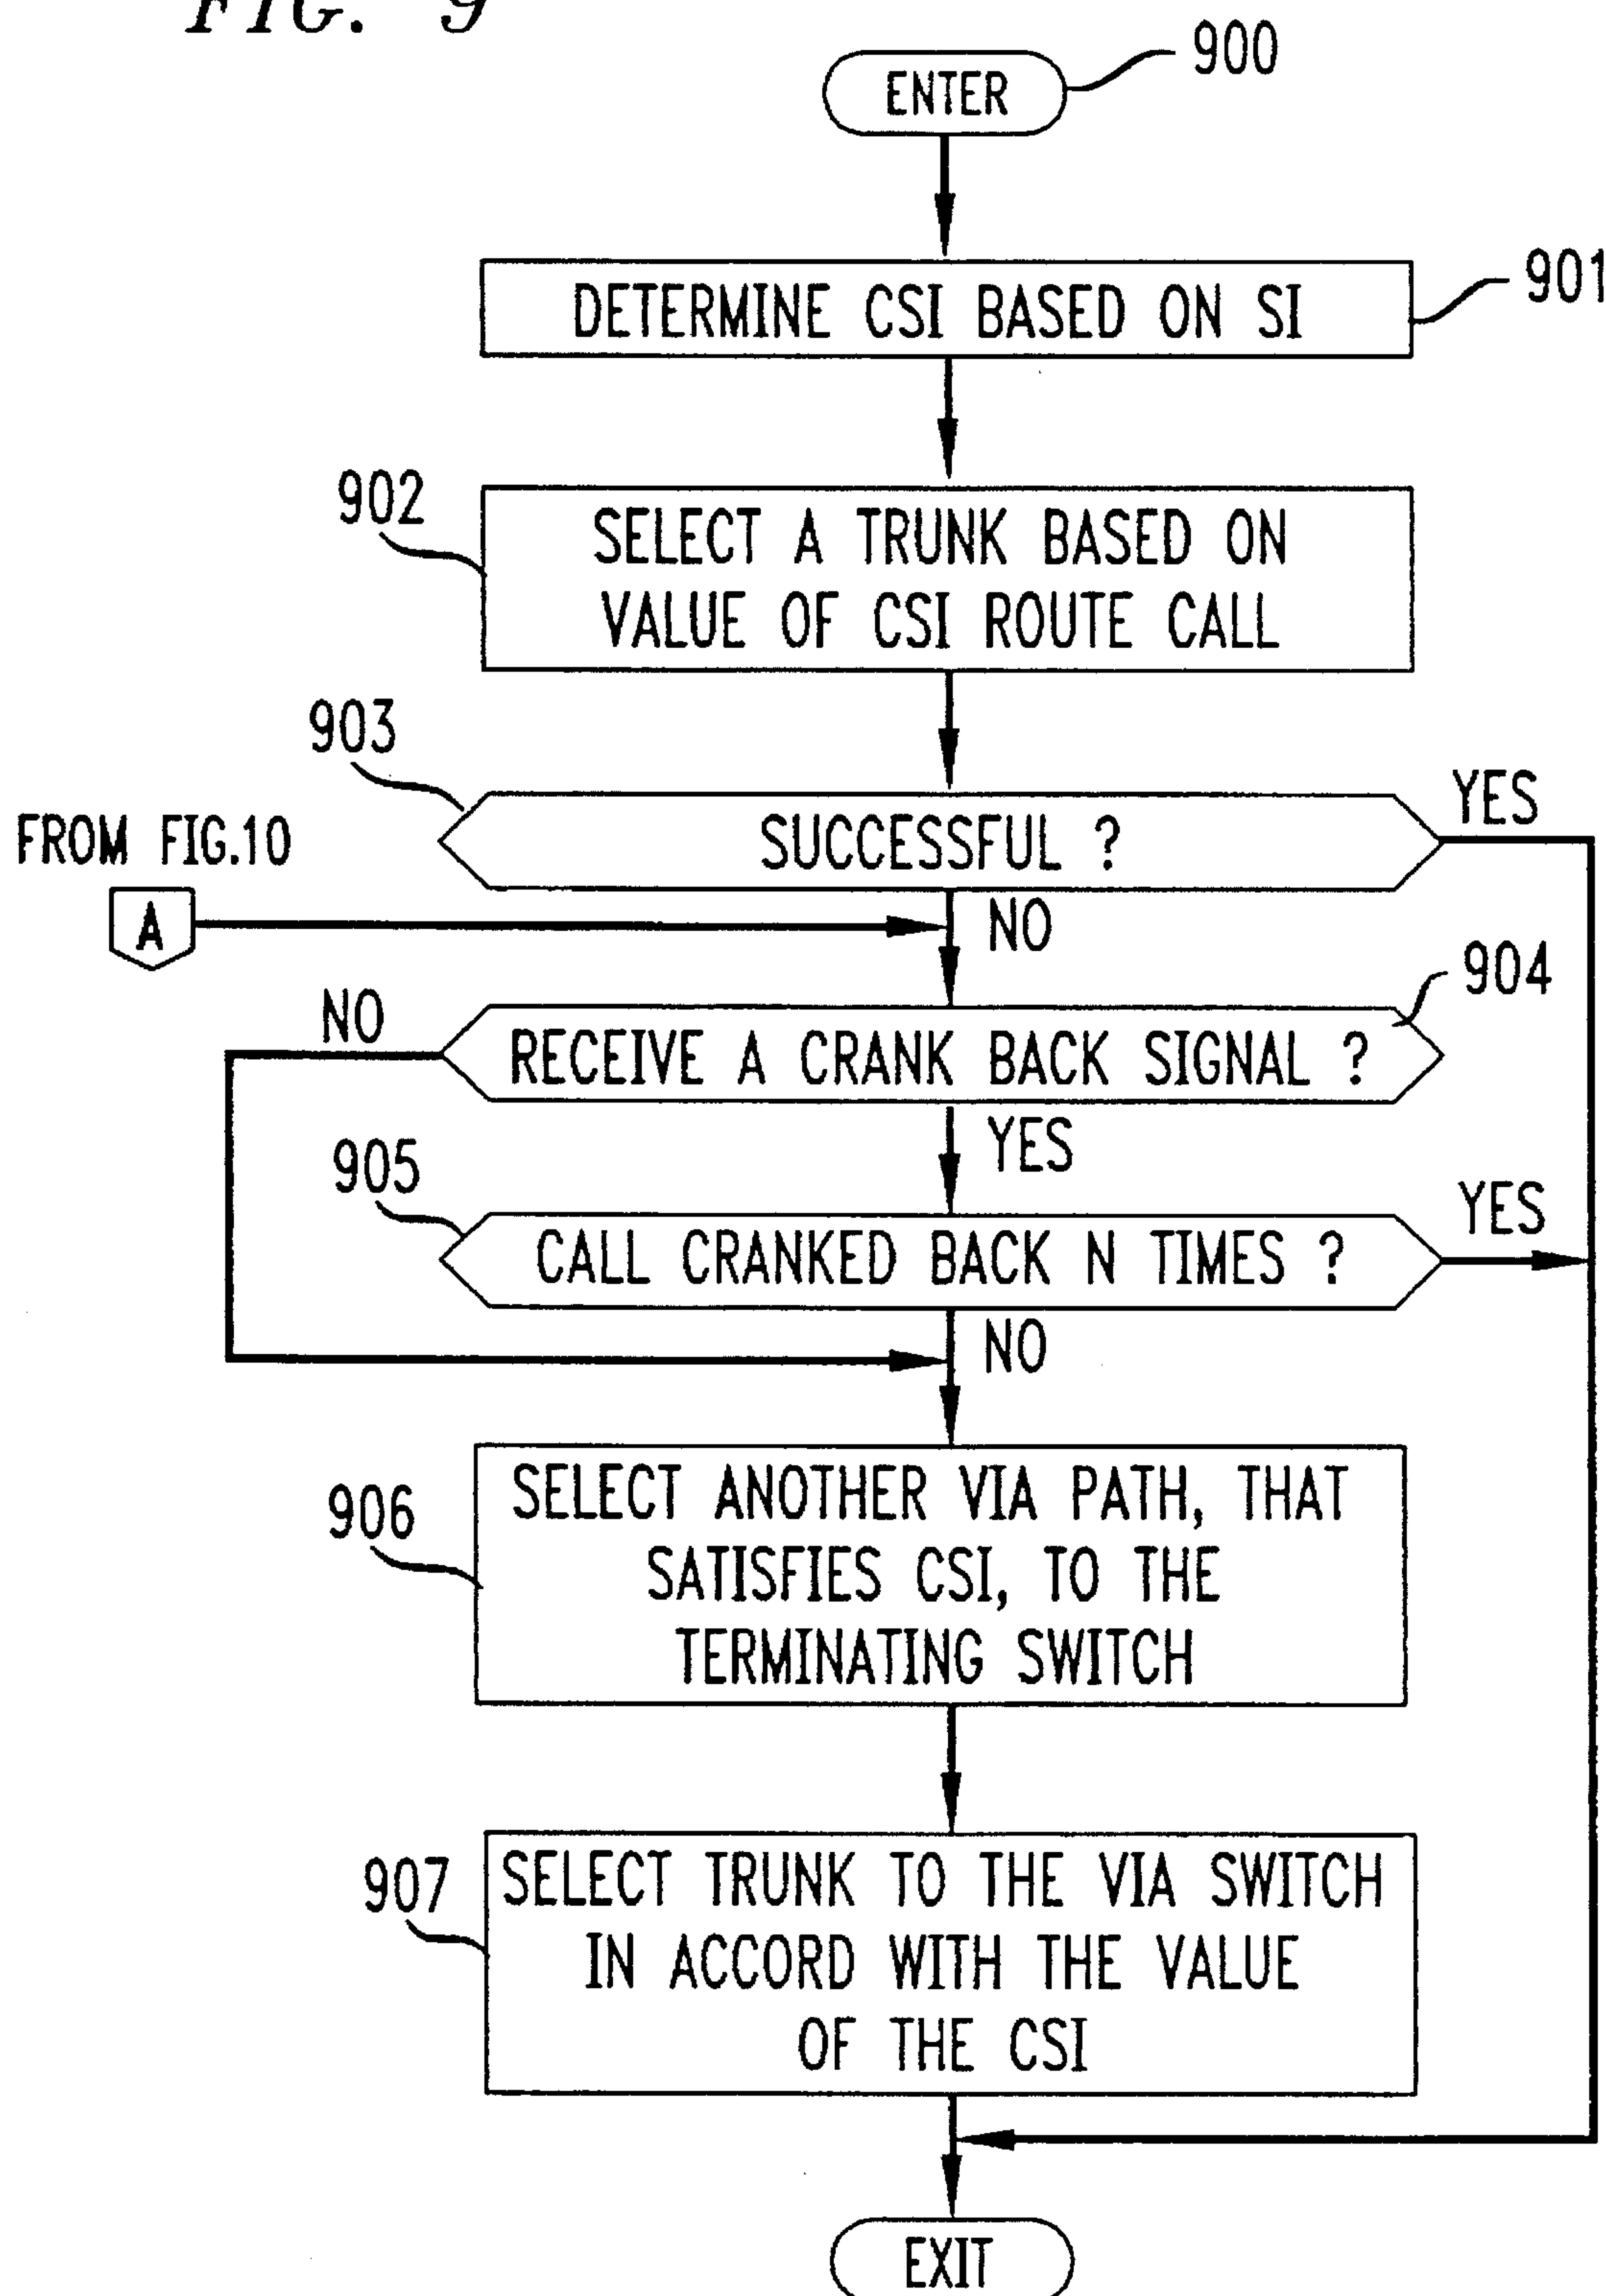 FIG. 9
900
ENTER
901
DETERMINE CSI BASED ON SI
902
SELECT A TRUNK BASED ON
VALUE OF CSI ROUTE CALL
903
SUCCESSFUL ?
YES
FROM FIG.10
A
NO
904
NO
RECEIVE A CRANK BACK SIGNAL ?
YES
905
CALL CRANKED BACK N TIMES ?
YES
NO
906
SELECT ANOTHER VIA PATH, THAT
SATISFIES CSI, TO THE
TERMINATING SWITCH
907
SELECT TRUNK TO THE VIA SWITCH
IN ACCORD WITH THE VALUE
OF THE CSI
EXIT